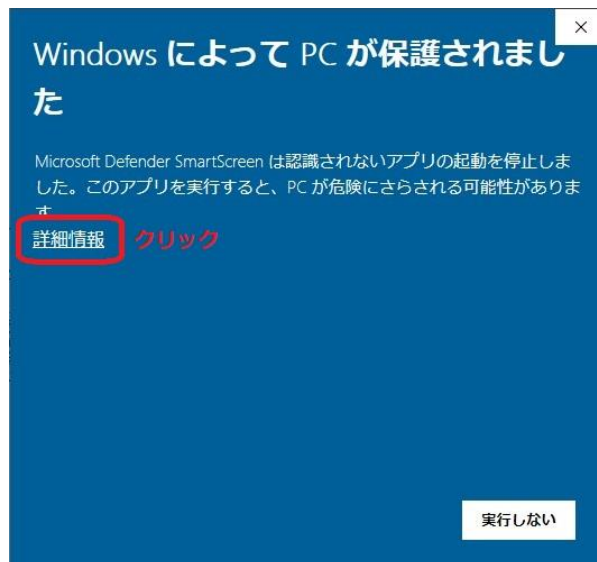 Windows によって PC が保護されまし
た
Microsoft Defender SmartScreen は認識されないアプリの起動を停止しま
した。このアプリを実行すると、PC が危険にさらされる可能性がありま
す
詳細情報 クリック
実行しない